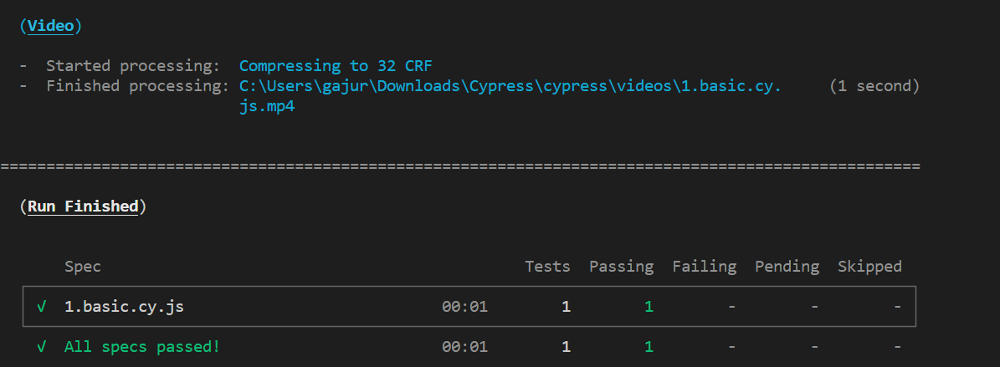 (Video)
- Started processing: Compressing to 32 CRF
- Finished processing: C:\Users\gajur\Downloads\Cypress\cypress\videos\1.basic.cy. (1 second)
js.mp4
====================================================================================================
(Run Finished)
Spec Tests Passing Failing Pending Skipped
√ 1.basic.cy.js 00:01 1 1 - - -
√ All specs passed! 00:01 1 1 - - -